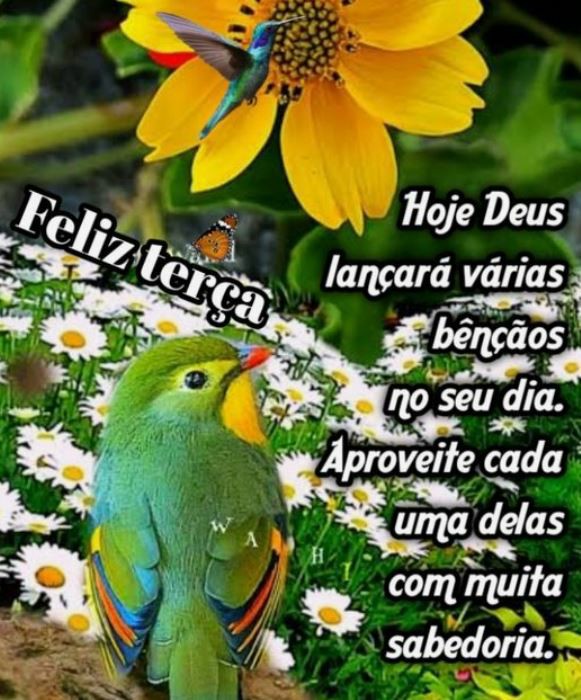 Feliz terça
Hoje Deus
lançará várias
bênçãos
no seu dia.
Aproveite cada
uma delas
com muita
sabedoria.
W A H I